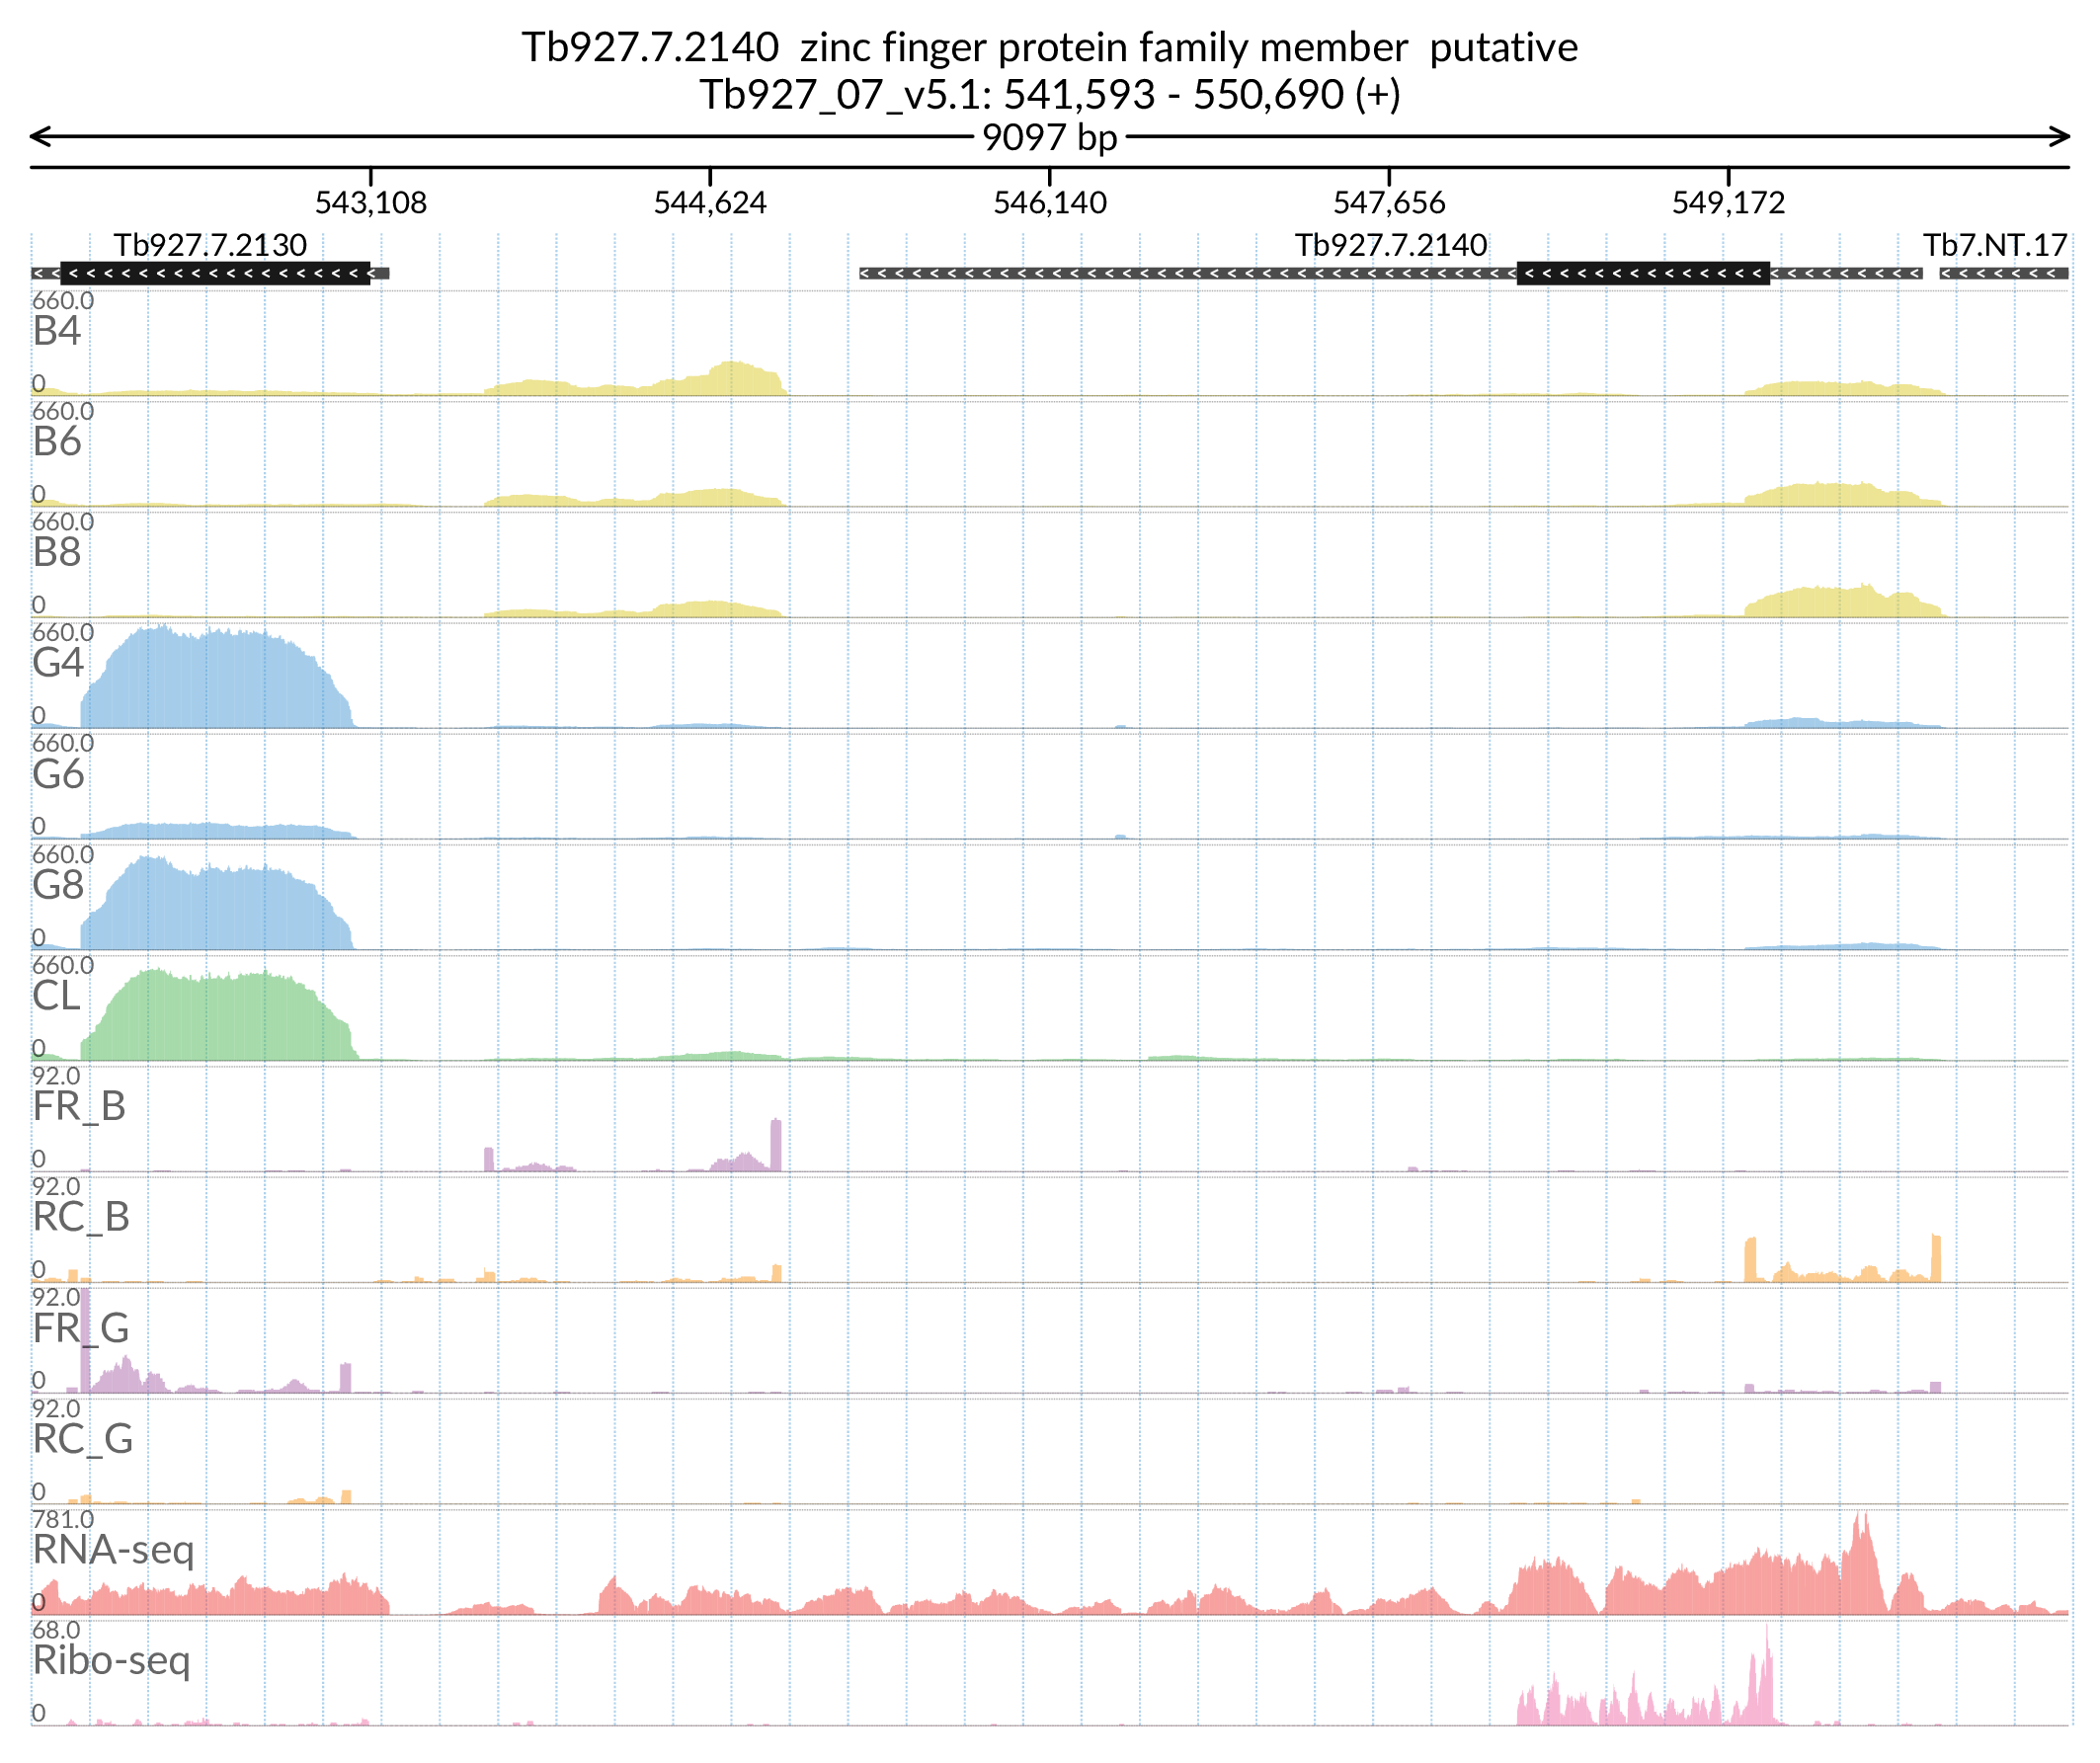 Tb927.7.2140 zinc finger protein family member putative
Tb927_07_v5.1: 541,593 - 550,690 (+)
9097 bp
543,108 544,624 546,140 547,656 549,172
Tb927.7.2130 Tb927.7.2140 Tb7.NT.17
660.0
B4
0
660.0
B6
0
660.0
B8
0
660.0
G4
0
660.0
G6
0
660.0
G8
0
660.0
CL
0
92.0
FR_B
0
92.0
RC_B
0
92.0
FR_G
0
92.0
RC_G
0
781.0
RNA-seq
0
68.0
Ribo-seq
0